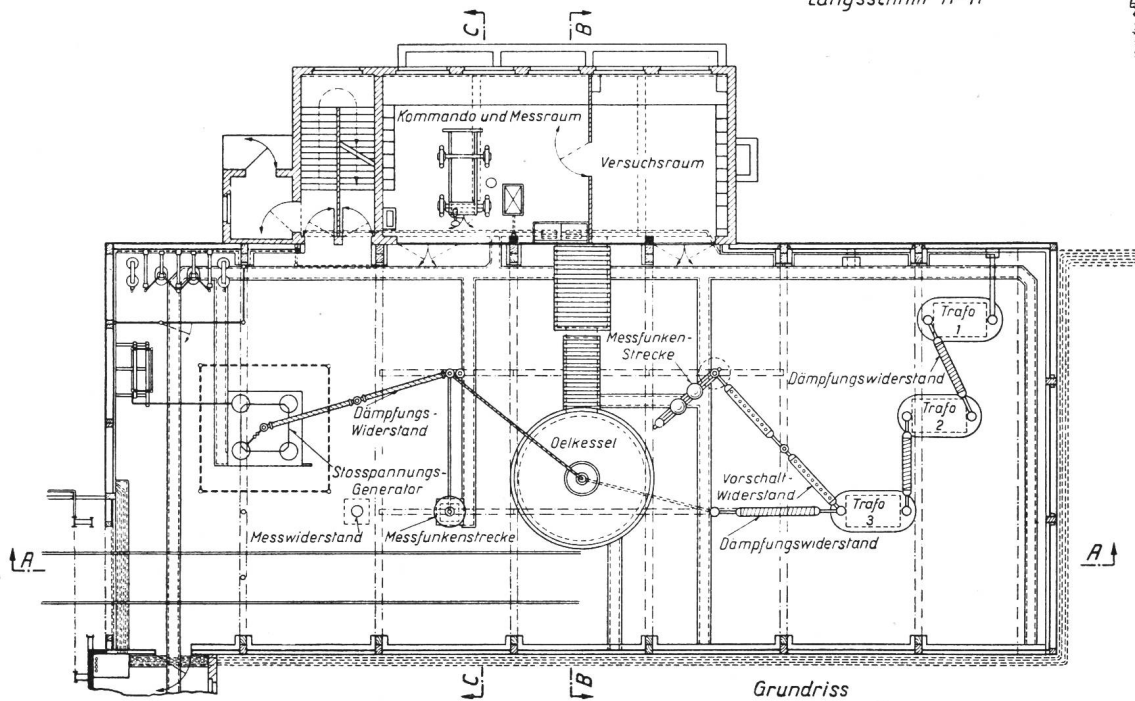 Längsschnitt A-A
C
B
Kommando und Messraum
Versuchsraum
Trafo
1
Messfunken-
Strecke
Dämpfungswiderstand
Trafo
2
Dämpfungs-
Widerstand
Oelkessel
Stosspannungs-
Generator
Vorschalt-
Widerstand
Trafo
3
Messwiderstand
Messfunkenstrecke
Dämpfungswiderstand
A
A
C
B
Grundriss